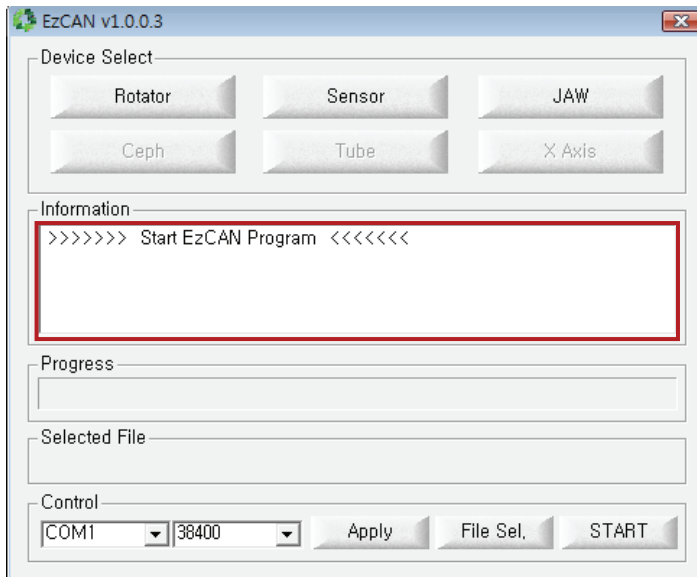 EzCAN v1.0.0.3
Device Select
Rotator Sensor JAW
Ceph Tube X Axis
Information
>>>>>>> Start EzCAN Program <<<<<<<
Progress
Selected File
Control
COM1 38400 Apply File Sel, START